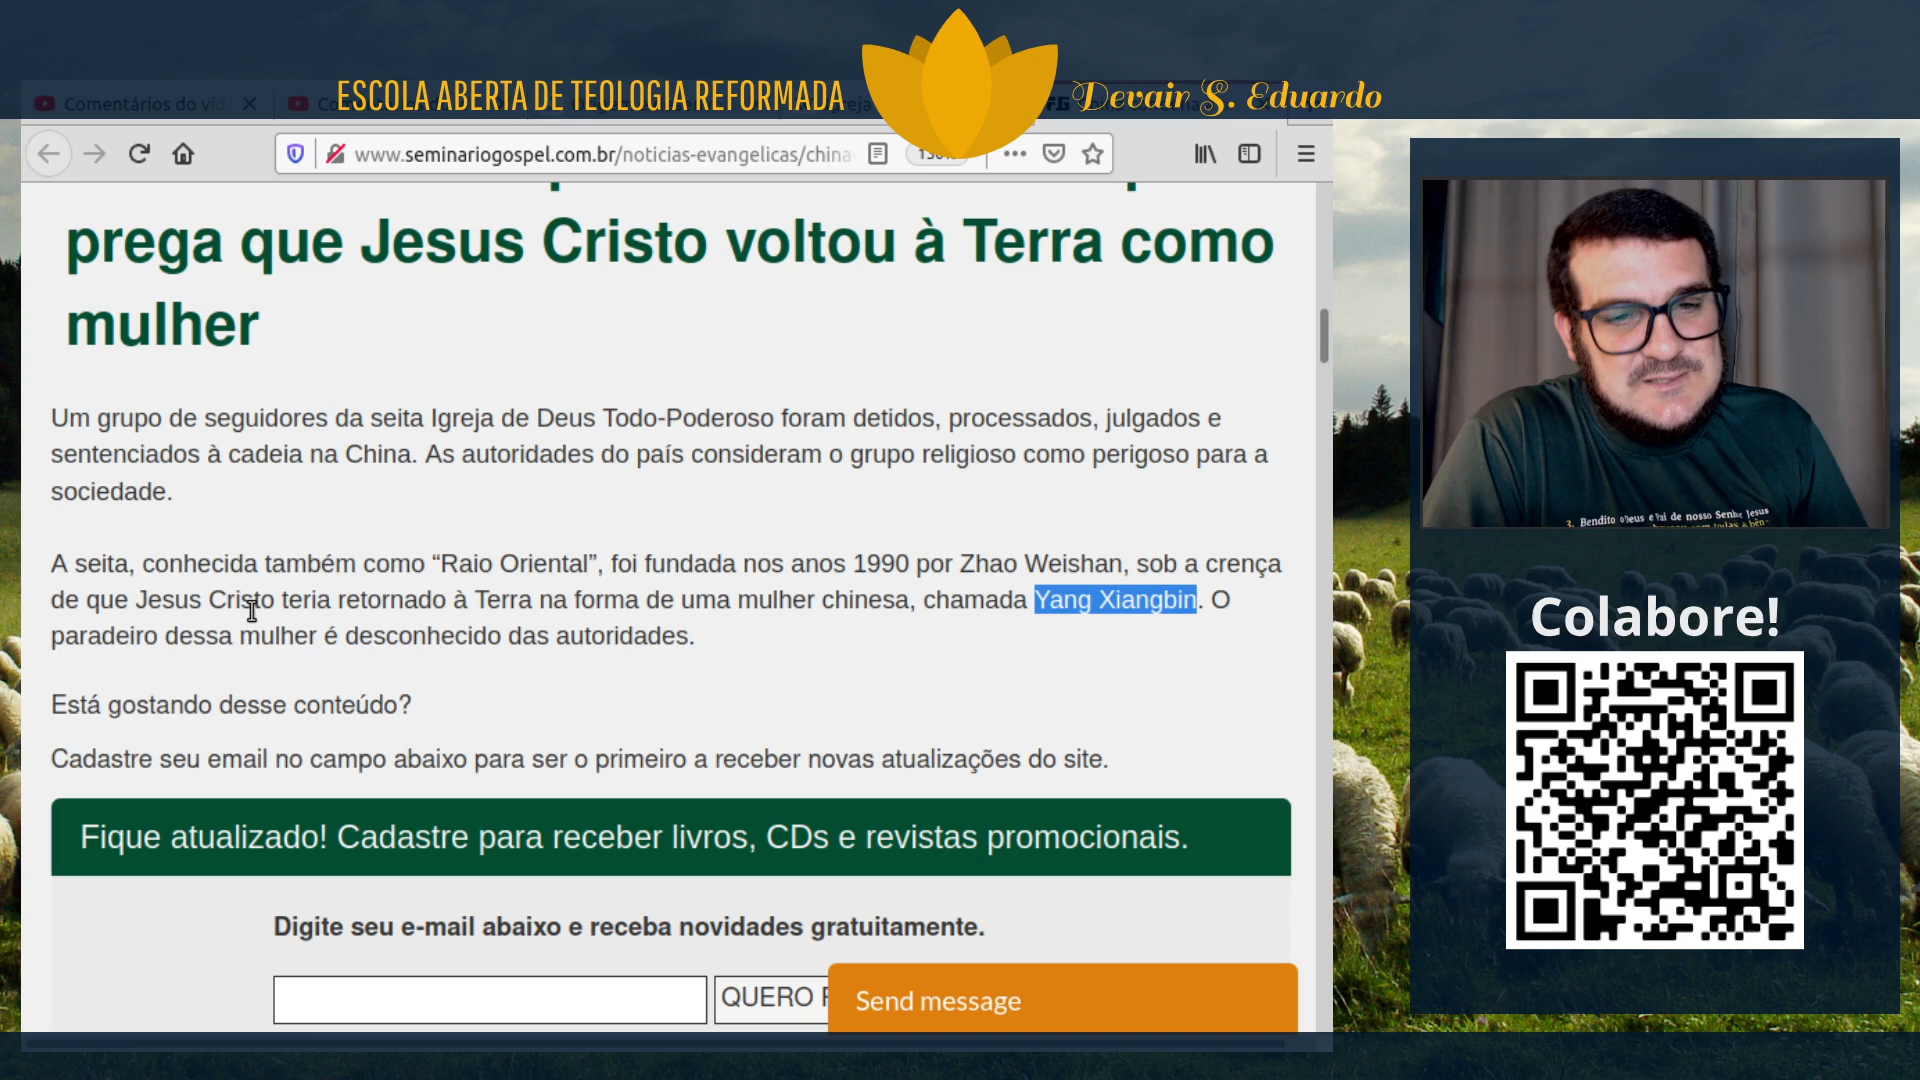 ESCOLA ABERTA DE TEOLOGIA REFORMADA
Devair S. Eduardo
Comentários do víd
www.seminariogospel.com.br/noticias-evangelicas/china-
prega que Jesus Cristo voltou à Terra como
mulher
Um grupo de seguidores da seita Igreja de Deus Todo-Poderoso foram detidos, processados, julgados e
sentenciados à cadeia na China. As autoridades do país consideram o grupo religioso como perigoso para a
sociedade.
A seita, conhecida também como “Raio Oriental”, foi fundada nos anos 1990 por Zhao Weishan, sob a crença
de que Jesus Cristo teria retornado à Terra na forma de uma mulher chinesa, chamada Yang Xiangbin. O
paradeiro dessa mulher é desconhecido das autoridades.
Está gostando desse conteúdo?
Cadastre seu email no campo abaixo para ser o primeiro a receber novas atualizações do site.
Fique atualizado! Cadastre para receber livros, CDs e revistas promocionais.
Digite seu e-mail abaixo e receba novidades gratuitamente.
QUERO
Send message
3. Bendito o Deus e Pai de nosso Senhor Jesus
Colabore!